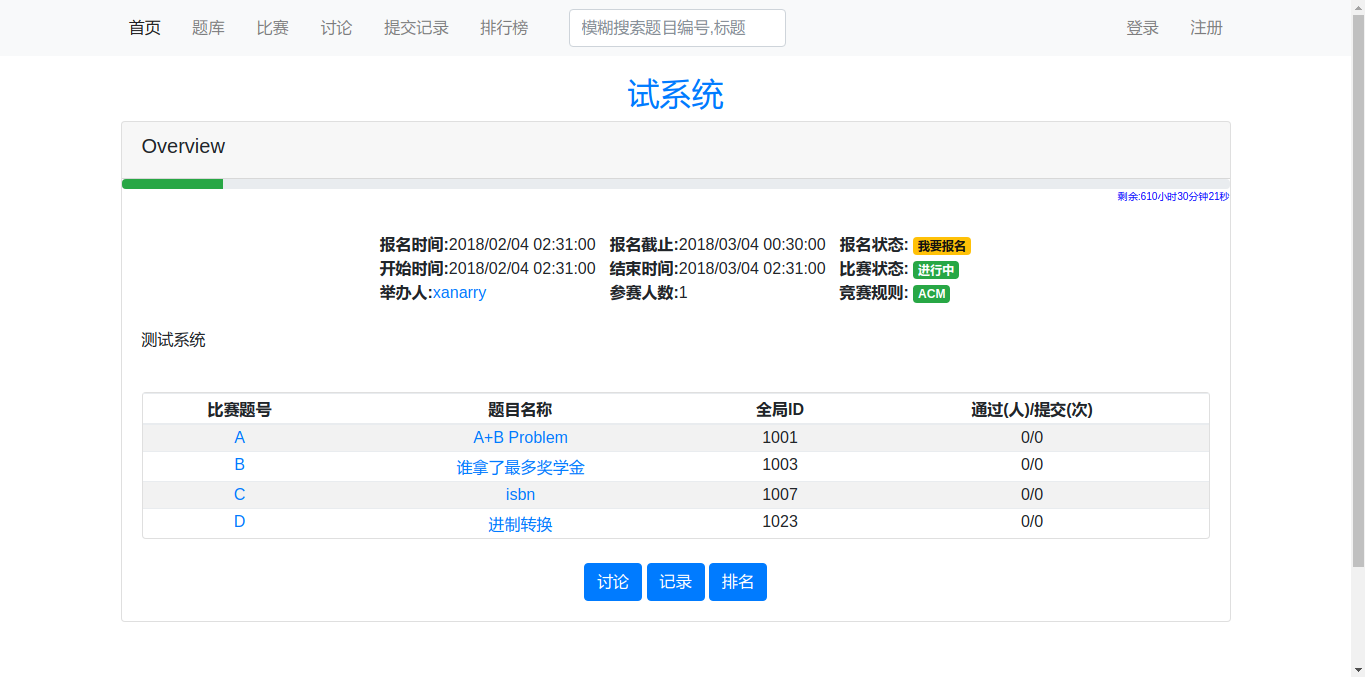 首页 题库 比赛 讨论 提交记录 排行榜 模糊搜索题目编号,标题 登录 注册
试系统
Overview
剩余:610小时30分钟21秒
报名时间:2018/02/04 02:31:00 报名截止:2018/03/04 00:30:00 报名状态: 我要报名
开始时间:2018/02/04 02:31:00 结束时间:2018/03/04 02:31:00 比赛状态: 进行中
举办人:xanarry 参赛人数:1 竞赛规则: ACM
测试系统
比赛题号 题目名称 全局ID 通过(人)/提交(次)
A A+B Problem 1001 0/0
B 谁拿了最多奖学金 1003 0/0
C isbn 1007 0/0
D 进制转换 1023 0/0
讨论 记录 排名